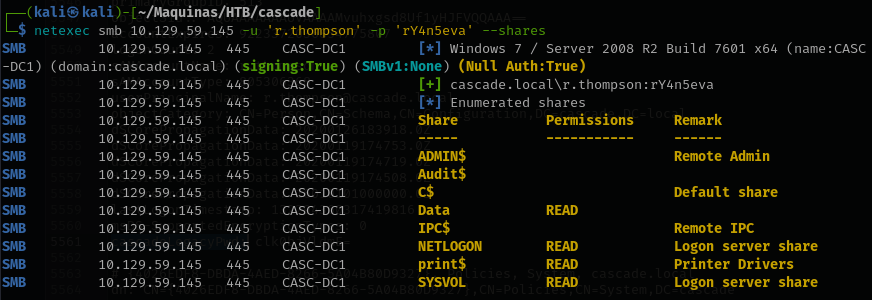 ┌──(kali㉿kali)-[~/Maquinas/HTB/cascade]
└─$ netexec smb 10.129.59.145 -u 'r.thompson' -p 'rY4n5eva' --shares
SMB 10.129.59.145 445 CASC-DC1 [*] Windows 7 / Server 2008 R2 Build 7601 x64 (name:CASC
-DC1) (domain:cascade.local) (signing:True) (SMBv1:None) (Null Auth:True)
SMB 10.129.59.145 445 CASC-DC1 [+] cascade.local\r.thompson:rY4n5eva
SMB 10.129.59.145 445 CASC-DC1 [*] Enumerated shares
SMB 10.129.59.145 445 CASC-DC1 Share Permissions Remark
SMB 10.129.59.145 445 CASC-DC1 ----- ----------- ------
SMB 10.129.59.145 445 CASC-DC1 ADMIN$ Remote Admin
SMB 10.129.59.145 445 CASC-DC1 Audit$
SMB 10.129.59.145 445 CASC-DC1 C$ Default share
SMB 10.129.59.145 445 CASC-DC1 Data READ
SMB 10.129.59.145 445 CASC-DC1 IPC$ Remote IPC
SMB 10.129.59.145 445 CASC-DC1 NETLOGON READ Logon server share
SMB 10.129.59.145 445 CASC-DC1 print$ READ Printer Drivers
SMB 10.129.59.145 445 CASC-DC1 SYSVOL READ Logon server share